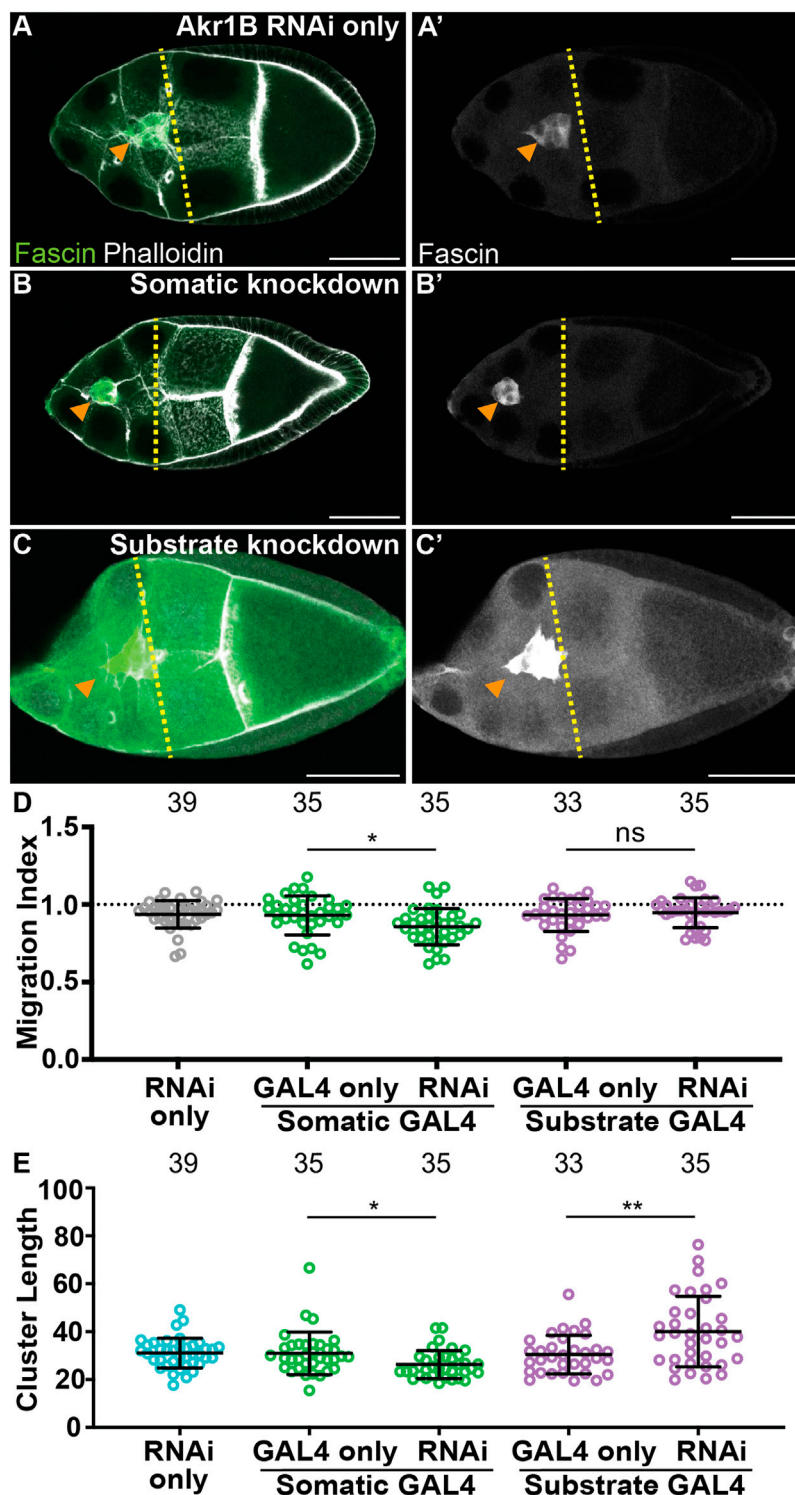 A Akr1B RNAi only A'
Fascin Phalloidin Fascin
B Somatic knockdown B'
C Substrate knockdown C'
D 39 35 35 33 35
1.5
1.0
0.5
0.0
Migration Index
* ns
RNAi only GAL4 only RNAi GAL4 only RNAi
Somatic GAL4 Substrate GAL4
E 39 35 35 33 35
100
80
60
40
20
0
Cluster Length
* **
RNAi only GAL4 only RNAi GAL4 only RNAi
Somatic GAL4 Substrate GAL4